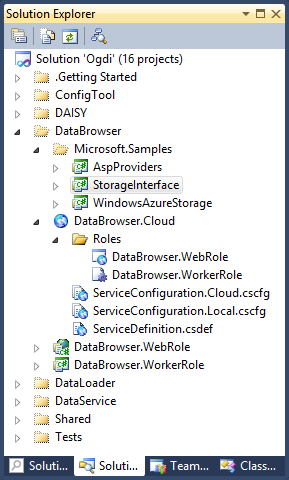 Solution Explorer
Solution 'Ogdi' (16 projects)
.Getting Started
ConfigTool
DAISY
DataBrowser
Microsoft.Samples
AspProviders
StorageInterface
WindowsAzureStorage
DataBrowser.Cloud
Roles
DataBrowser.WebRole
DataBrowser.WorkerRole
ServiceConfiguration.Cloud.cscfg
ServiceConfiguration.Local.cscfg
ServiceDefinition.csdef
DataBrowser.WebRole
DataBrowser.WorkerRole
DataLoader
DataService
Shared
Tests
Soluti... Soluti... Team... Class...